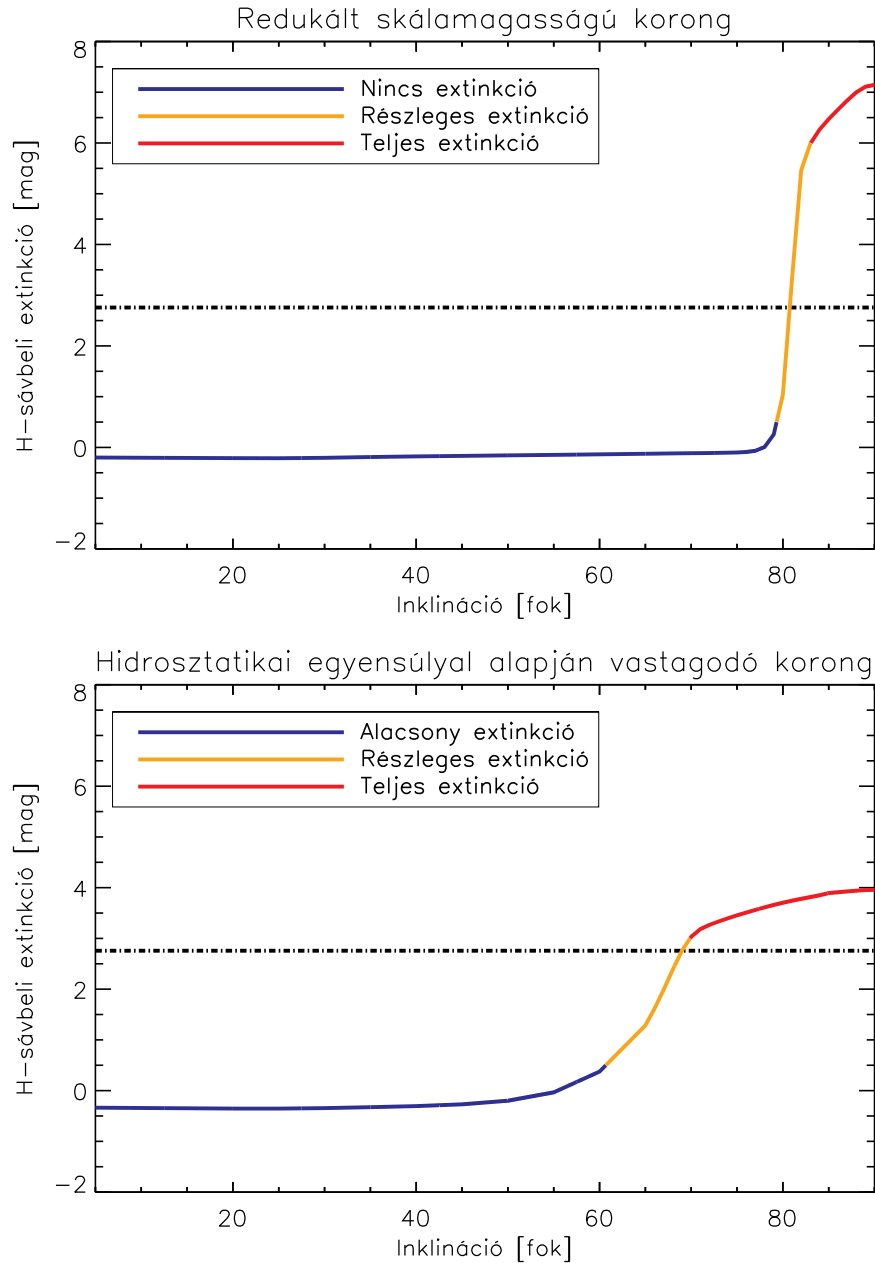 Redukált skálamagasságú korong
8
Nincs extinkció
Részleges extinkció
Teljes extinkció
6
4
2
0
−2
H−sávbeli extinkció [mag]
20 40 60 80
Inklináció [fok]
Hidrosztatikai egyensúlyal alapján vastagodó korong
8
Alacsony extinkció
Részleges extinkció
Teljes extinkció
6
4
2
0
−2
H−sávbeli extinkció [mag]
20 40 60 80
Inklináció [fok]